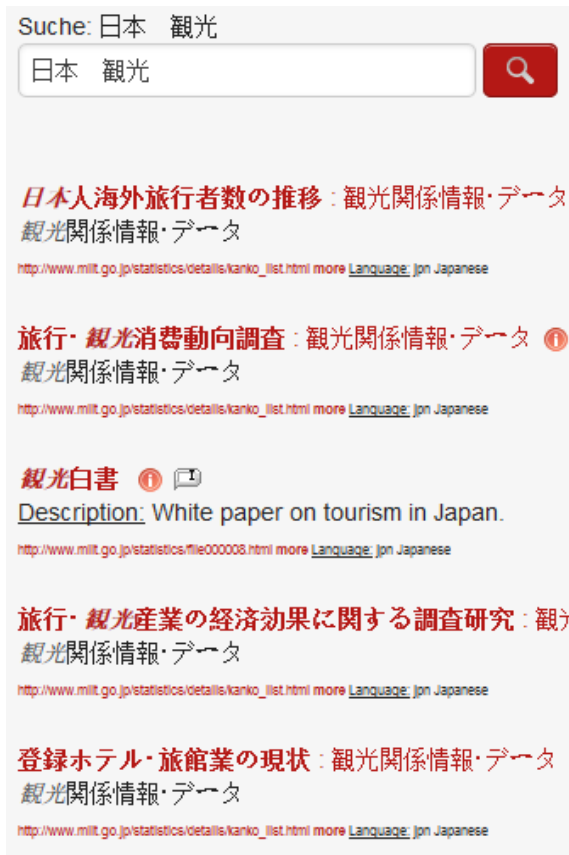 Suche: 日本　観光
日本　観光
日本人海外旅行者数の推移 : 観光関係情報･データ
観光関係情報･データ
http://www.mlit.go.jp/statistics/details/kanko_list.html more Language: jpn Japanese
旅行･観光消費動向調査 : 観光関係情報･データ
観光関係情報･データ
http://www.mlit.go.jp/statistics/details/kanko_list.html more Language: jpn Japanese
観光白書
Description: White paper on tourism in Japan.
http://www.mlit.go.jp/statistics/file000008.html more Language: jpn Japanese
旅行･観光産業の経済効果に関する調査研究 : 観光
観光関係情報･データ
http://www.mlit.go.jp/statistics/details/kanko_list.html more Language: jpn Japanese
登録ホテル･旅館業の現状 : 観光関係情報･データ
観光関係情報･データ
http://www.mlit.go.jp/statistics/details/kanko_list.html more Language: jpn Japanese